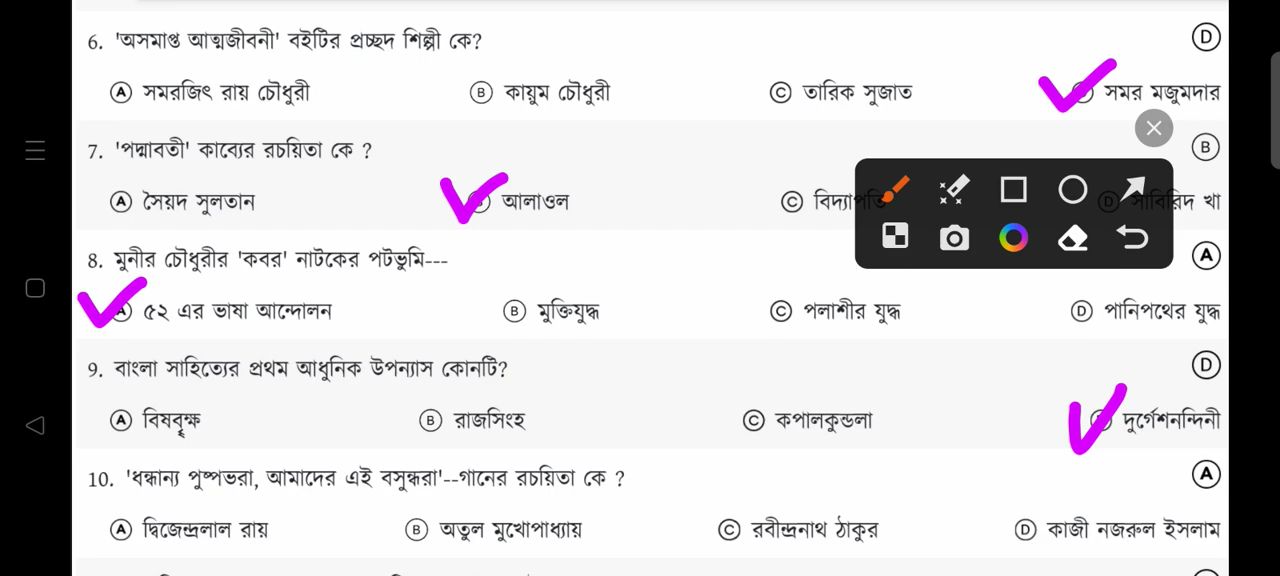 6. 'অসমাপ্ত আত্মজীবনী' বইটির প্রচ্ছদ শিল্পী কে? D
A সমরজিৎ রায় চৌধুরী B কায়ুম চৌধুরী C তারিক সুজাত সমর মজুমদার
7. 'পদ্মাবতী' কাব্যের রচয়িতা কে ? B
A সৈয়দ সুলতান আলাওল C বিদ্যাপতি D সাবিরিদ খা
8. মুনীর চৌধুরীর 'কবর' নাটকের পটভুমি--- A
A ৫২ এর ভাষা আন্দোলন B মুক্তিযুদ্ধ C পলাশীর যুদ্ধ D পানিপথের যুদ্ধ
9. বাংলা সাহিত্যের প্রথম আধুনিক উপন্যাস কোনটি? D
A বিষবৃক্ষ B রাজসিংহ C কপালকুন্ডলা দুর্গেশনন্দিনী
10. 'ধন্ধান্য পুষ্পভরা, আমাদের এই বসুন্ধরা'--গানের রচয়িতা কে ? A
A দ্বিজেন্দ্রলাল রায় B অতুল মুখোপাধ্যায় C রবীন্দ্রনাথ ঠাকুর D কাজী নজরুল ইসলাম